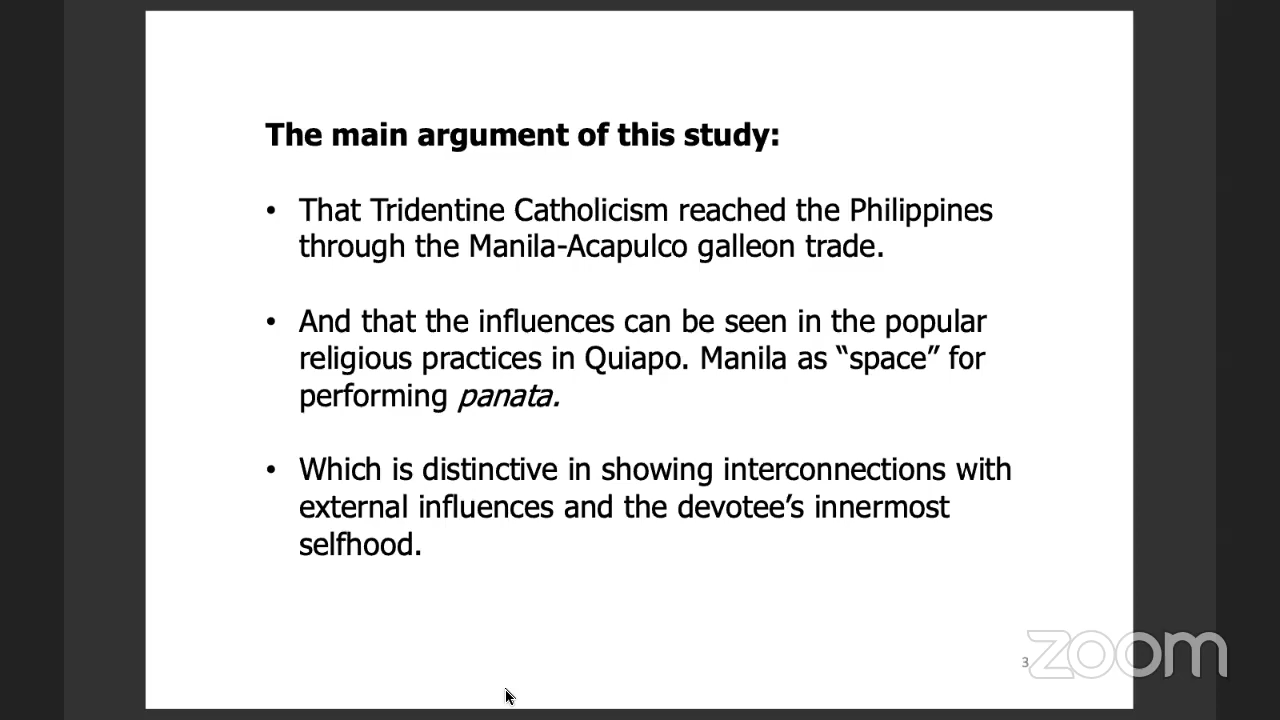 The main argument of this study:
• That Tridentine Catholicism reached the Philippines
through the Manila-Acapulco galleon trade.
• And that the influences can be seen in the popular
religious practices in Quiapo. Manila as “space” for
performing panata.
• Which is distinctive in showing interconnections with
external influences and the devotee’s innermost
selfhood.
3
zoom